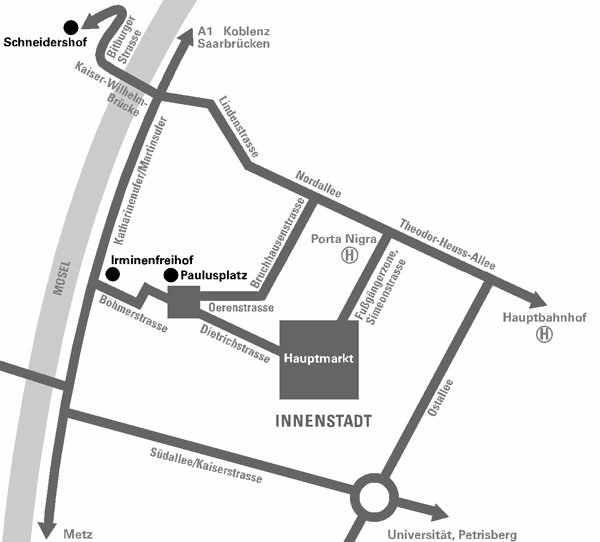 Schneidershof
Bitburger
Strasse
A1 Koblenz
Saarbrücken
Kaiser-Wilhelm-
Brücke
Katharinenufer/Martinsufer
Lindenstrasse
Nordallee
Theodor-Heuss-Allee
Bruchhausenstrasse
Porta Nigra
H
Fußgängerzone,
Simeonstrasse
Irminenfreihof
Paulusplatz
MOSEL
Böhmerstrasse
Oerenstrasse
Dietrichstrasse
Hauptbahnhof
H
Hauptmarkt
INNENSTADT
Ostallee
Südallee/Kaiserstrasse
Metz
Universität, Petrisberg